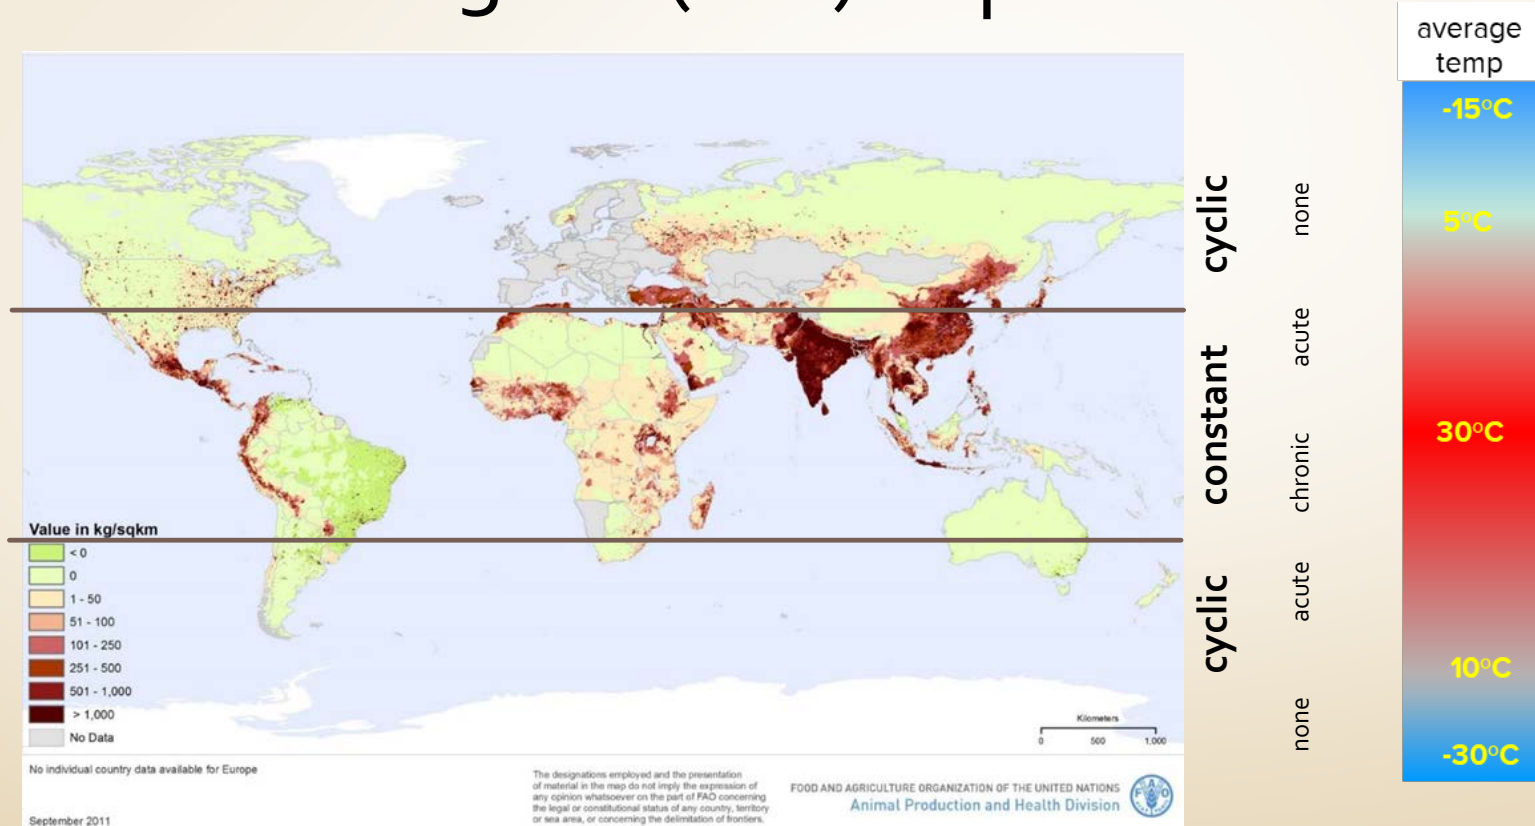 average
temp
-15°C
5°C
30°C
10°C
-30°C
cyclic
constant
cyclic
none
acute
chronic
acute
none
Value in kg/sqkm
< 0
0
1 - 50
51 - 100
101 - 250
251 - 500
501 - 1,000
> 1,000
No Data
Kilometers
0 500 1,000
No individual country data available for Europe
September 2011
The designations employed and the presentation
of material in the map do not imply the expression of
any opinion whatsoever on the part of FAO concerning
the legal or constitutional status of any country, territory
or sea area, or concerning the delimitation of frontiers.
FOOD AND AGRICULTURE ORGANIZATION OF THE UNITED NATIONS
Animal Production and Health Division